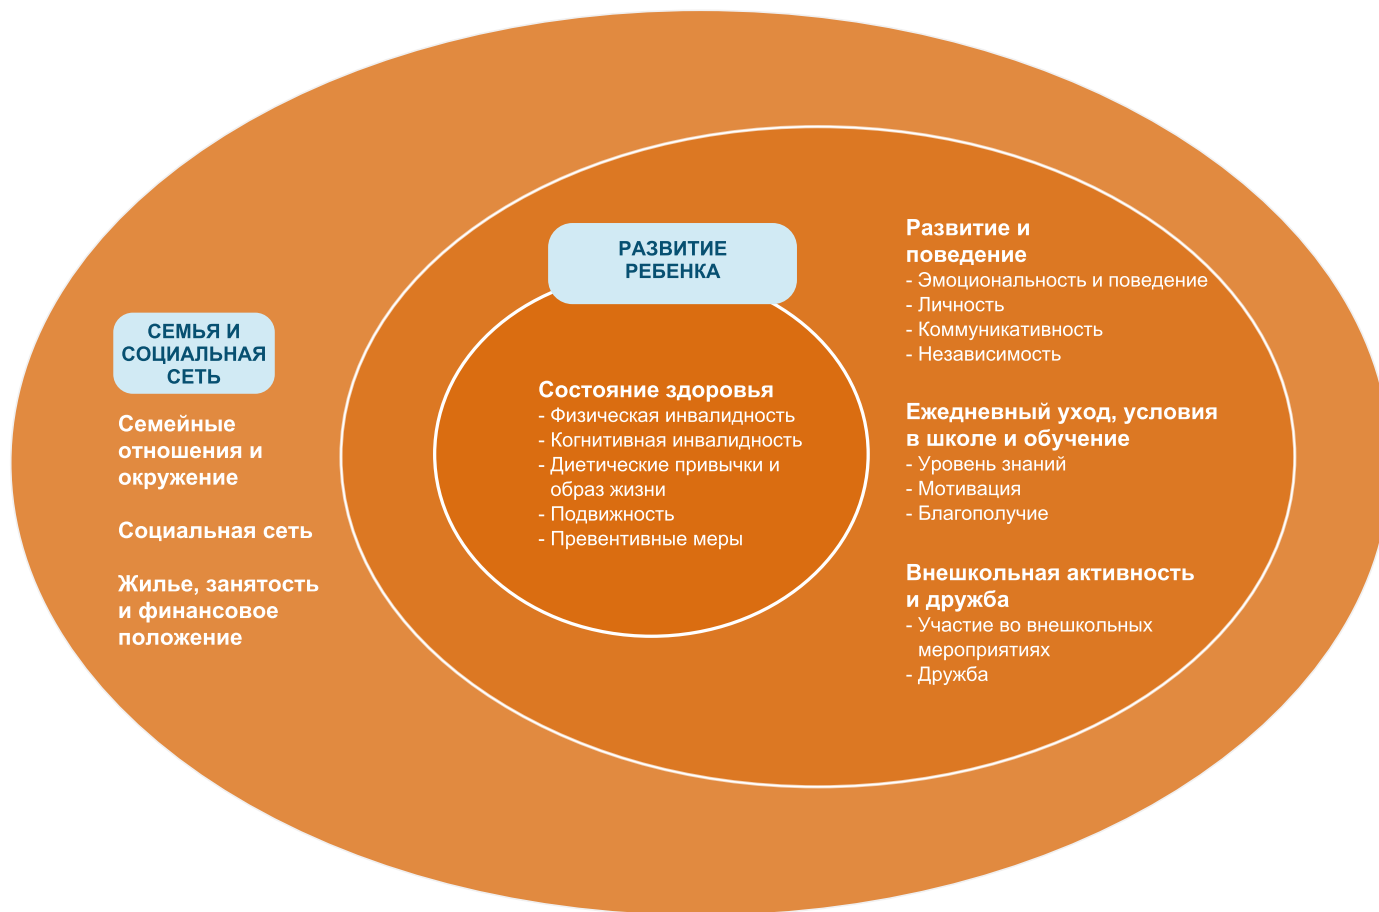 СЕМЬЯ И
СОЦИАЛЬНАЯ
СЕТЬ
Семейные
отношения и
окружение
Социальная сеть
Жилье, занятость
и финансовое
положение
РАЗВИТИЕ
РЕБЕНКА
Состояние здоровья
- Физическая инвалидность
- Когнитивная инвалидность
- Диетические привычки и
образ жизни
- Подвижность
- Превентивные меры
Развитие и
поведение
- Эмоциональность и поведение
- Личность
- Коммуникативность
- Независимость
Ежедневный уход, условия
в школе и обучение
- Уровень знаний
- Мотивация
- Благополучие
Внешкольная активность
и дружба
- Участие во внешкольных
мероприятиях
- Дружба